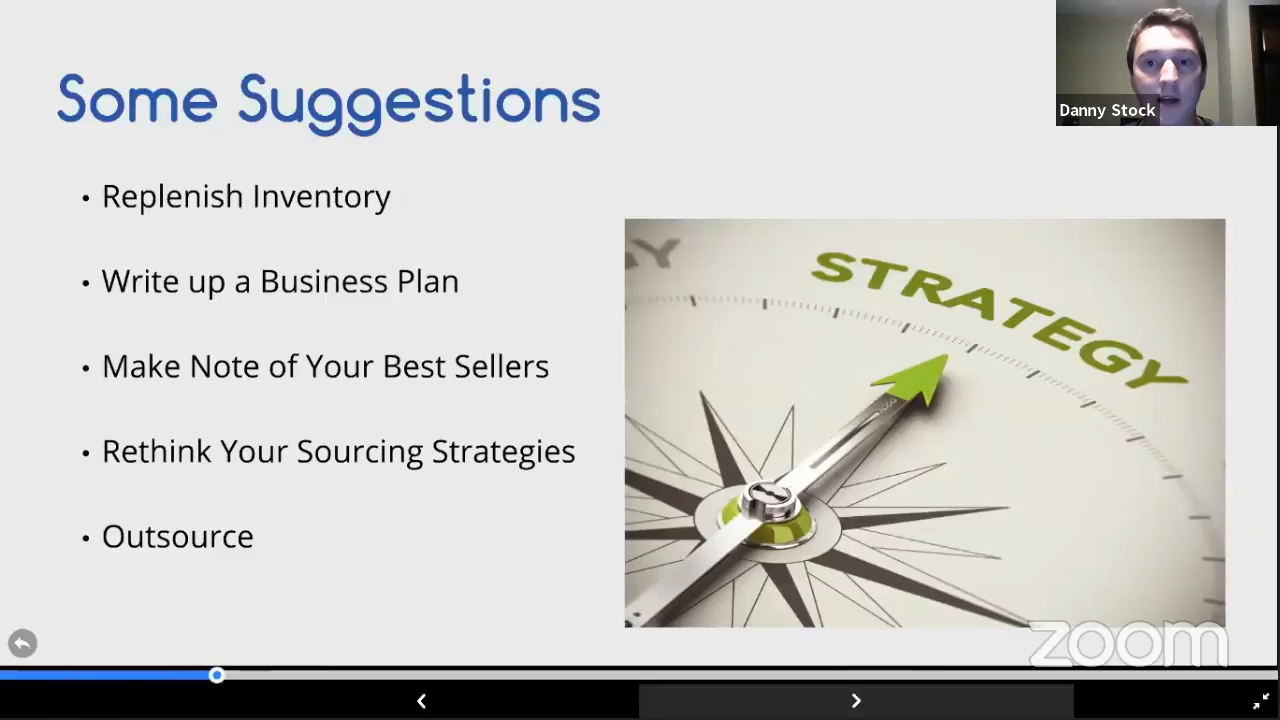 Some Suggestions
Danny Stock
• Replenish Inventory
• Write up a Business Plan
• Make Note of Your Best Sellers
• Rethink Your Sourcing Strategies
• Outsource
Y
STRATEGY
zoom